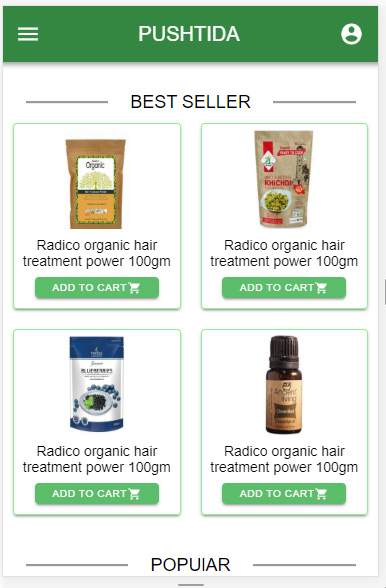 PUSHTIDA
BEST SELLER
Organic
KHICHDI
Radico organic hair
treatment power 100gm
Radico organic hair
treatment power 100gm
ADD TO CART
ADD TO CART
BLUEBERRIES
Ancient
living
Radico organic hair
treatment power 100gm
Radico organic hair
treatment power 100gm
ADD TO CART
ADD TO CART
POPUIAR